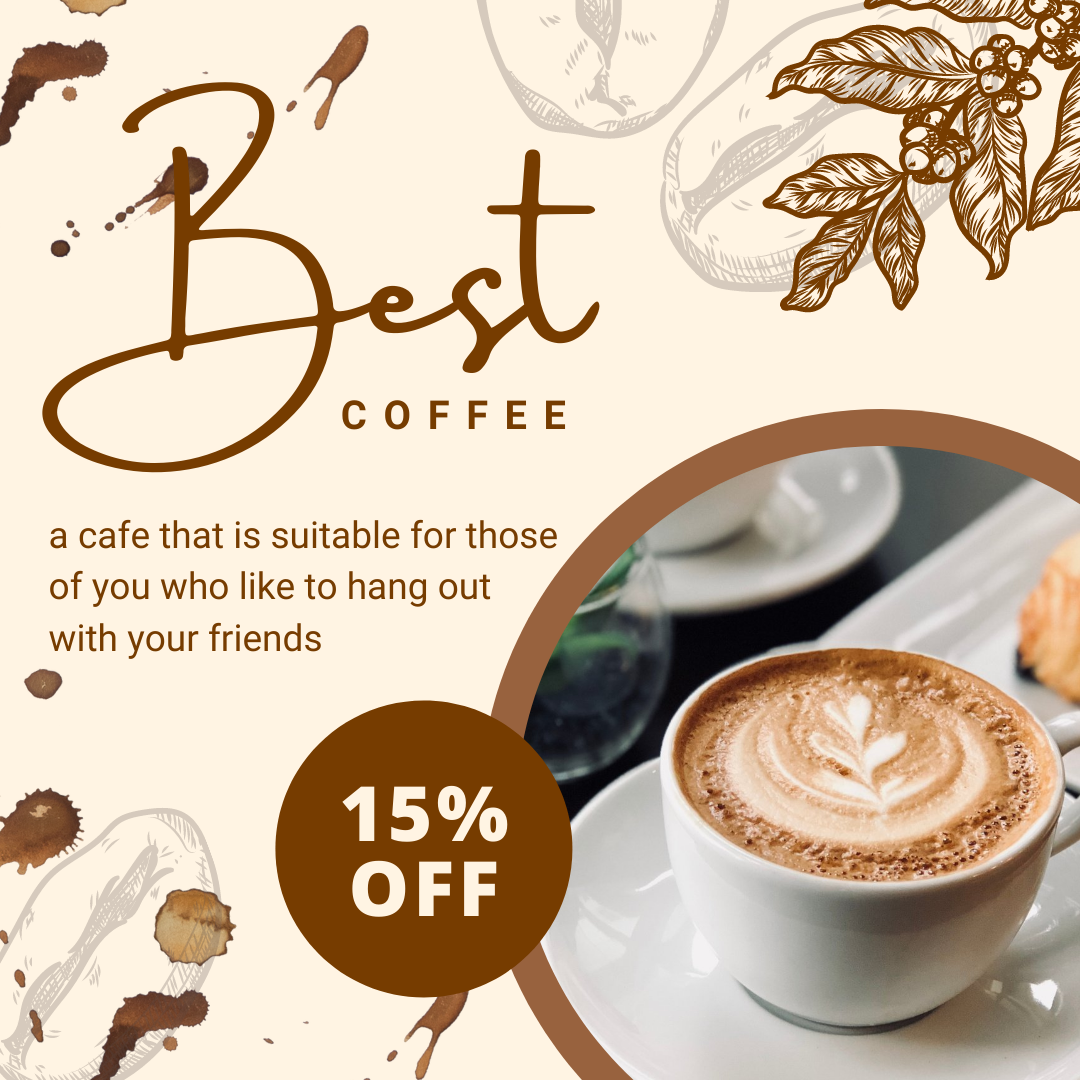 Best
COFFEE
a cafe that is suitable for those
of you who like to hang out
with your friends
15%
OFF